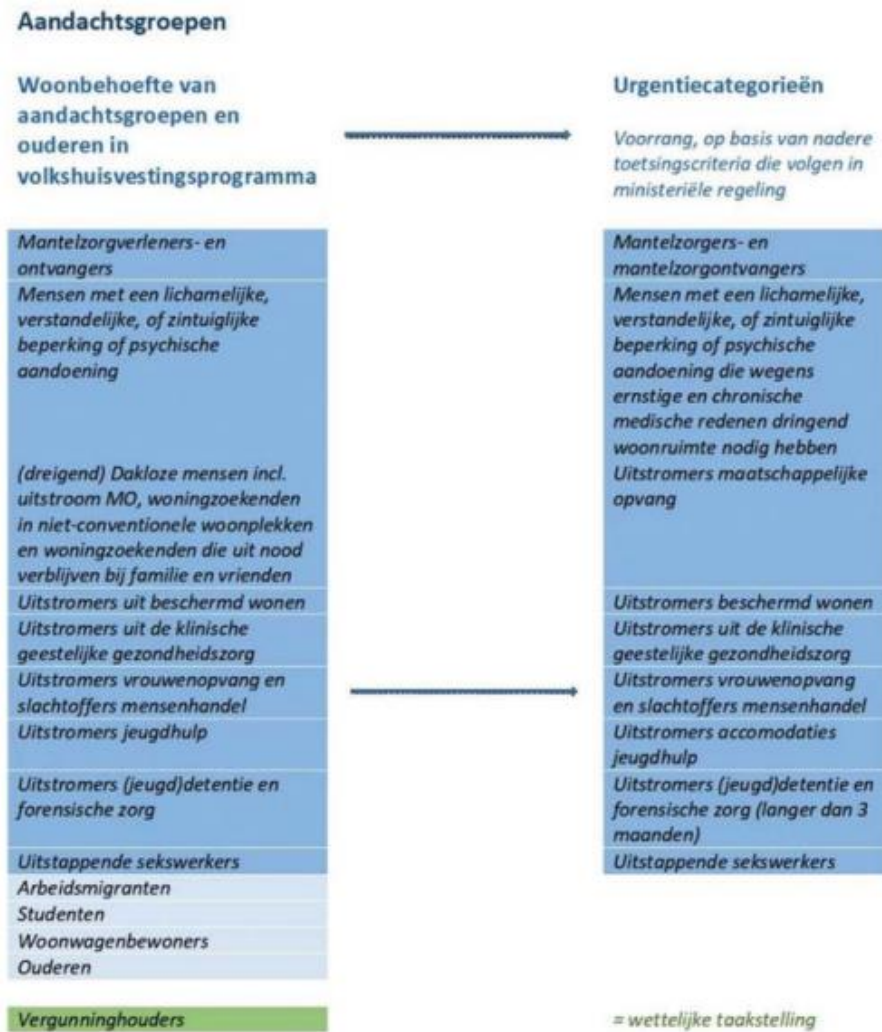 Aandachtsgroepen
Woonbehoefte van
aandachtsgroepen en
ouderen in
volkshuisvestingsprogramma
Mantelzorgverleners- en
ontvangers
Mensen met een lichamelijke,
verstandelijke, of zintuiglijke
beperking of psychische
aandoening
(dreigend) Dakloze mensen incl.
uitstroom MO, woningzoekenden
in niet-conventionele woonplekken
en woningzoekenden die uit nood
verblijven bij familie en vrienden
Uitstromers uit beschermd wonen
Uitstromers uit de klinische
geestelijke gezondheidszorg
Uitstromers vrouwenopvang en
slachtoffers mensenhandel
Uitstromers jeugdhulp
Uitstromers (jeugd)detentie en
forensische zorg
Uitstappende sekswerkers
Arbeidsmigranten
Studenten
Woonwagenbewoners
Ouderen
Vergunninghouders
Urgentiecategorieën
Voorrang, op basis van nadere
toetsingscriteria die volgen in
ministeriële regeling
Mantelzorgers- en
mantelzorgontvangers
Mensen met een lichamelijke,
verstandelijke, of zintuiglijke
beperking of psychische
aandoening die wegens
ernstige en chronische
medische redenen dringend
woonruimte nodig hebben
Uitstromers maatschappelijke
opvang
Uitstromers beschermd wonen
Uitstromers uit de klinische
geestelijke gezondheidszorg
Uitstromers vrouwenopvang
en slachtoffers mensenhandel
Uitstromers accomodaties
jeugdhulp
Uitstromers (jeugd)detentie en
forensische zorg (langer dan 3
maanden)
Uitstappende sekswerkers
= wettelijke taakstelling